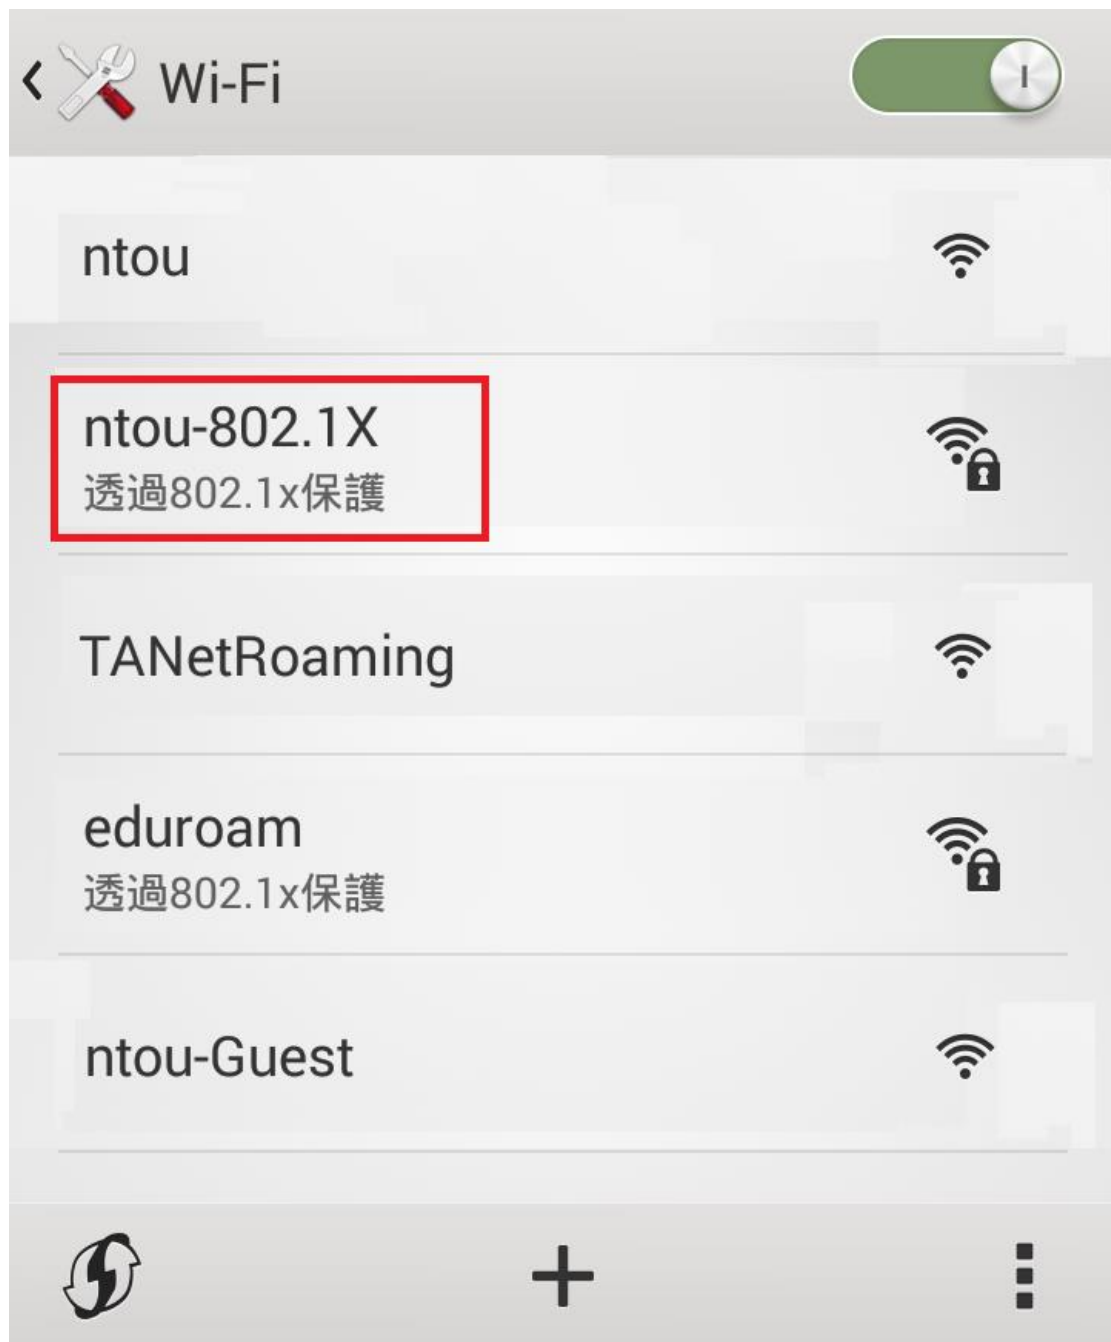 Wi-Fi
ntou
ntou-802.1X
透過802.1x保護
TANetRoaming
eduroam
透過802.1x保護
ntou-Guest